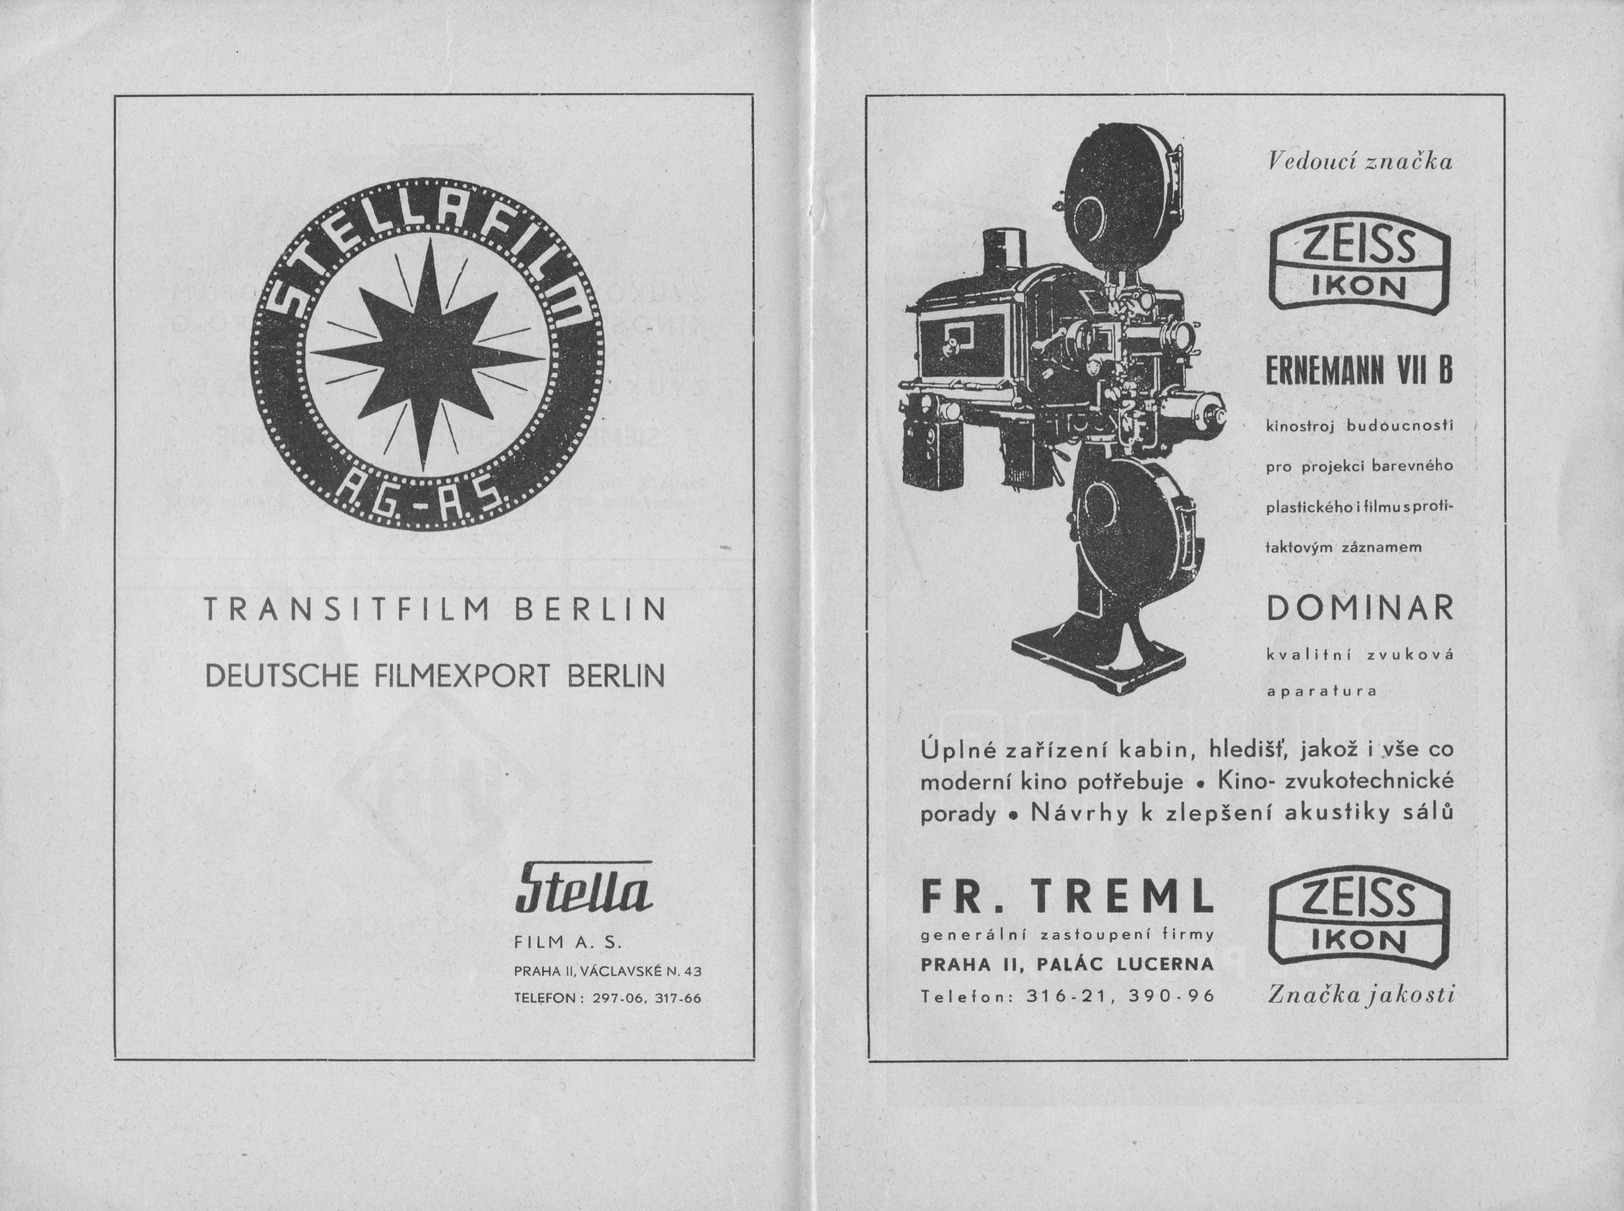 STELLAFILM
A.G.-A.S.
TRANSITFILM BERLIN
DEUTSCHE FILMEXPORT BERLIN
Stella
FILM A. S.
PRAHA II, VÁCLAVSKÉ N. 43
TELEFON: 297-06, 317-66
Vedoucí značka
ZEISS
IKON
ERNEMANN VII B
kinostroj budoucnosti
pro projekci barevného
plastického i filmu s proti-
taktovým záznamem
DOMINAR
kvalitní zvuková
aparatura
Úplné zařízení kabin, hledišť, jakož i vše co
moderní kino potřebuje • Kino- zvukotechnické
porady • Návrhy k zlepšení akustiky sálů
FR. TREML
generální zastoupení firmy
PRAHA II, PALÁC LUCERNA
Telefon: 316-21, 390-96
ZEISS
IKON
Značka jakosti